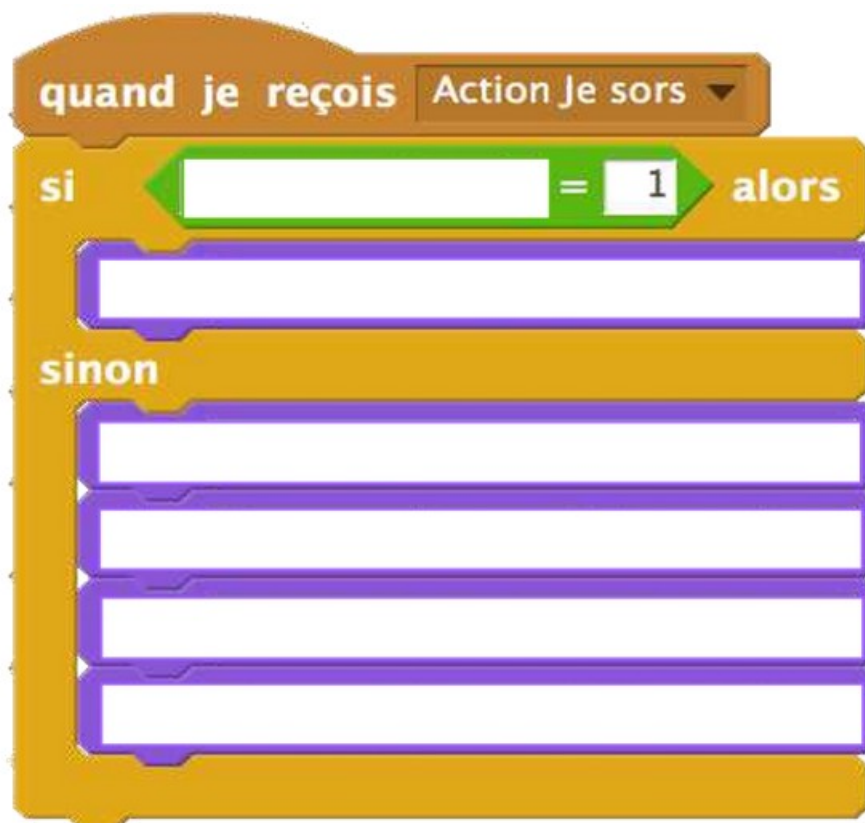 quand je reçois Action Je sors
si = 1 alors
sinon